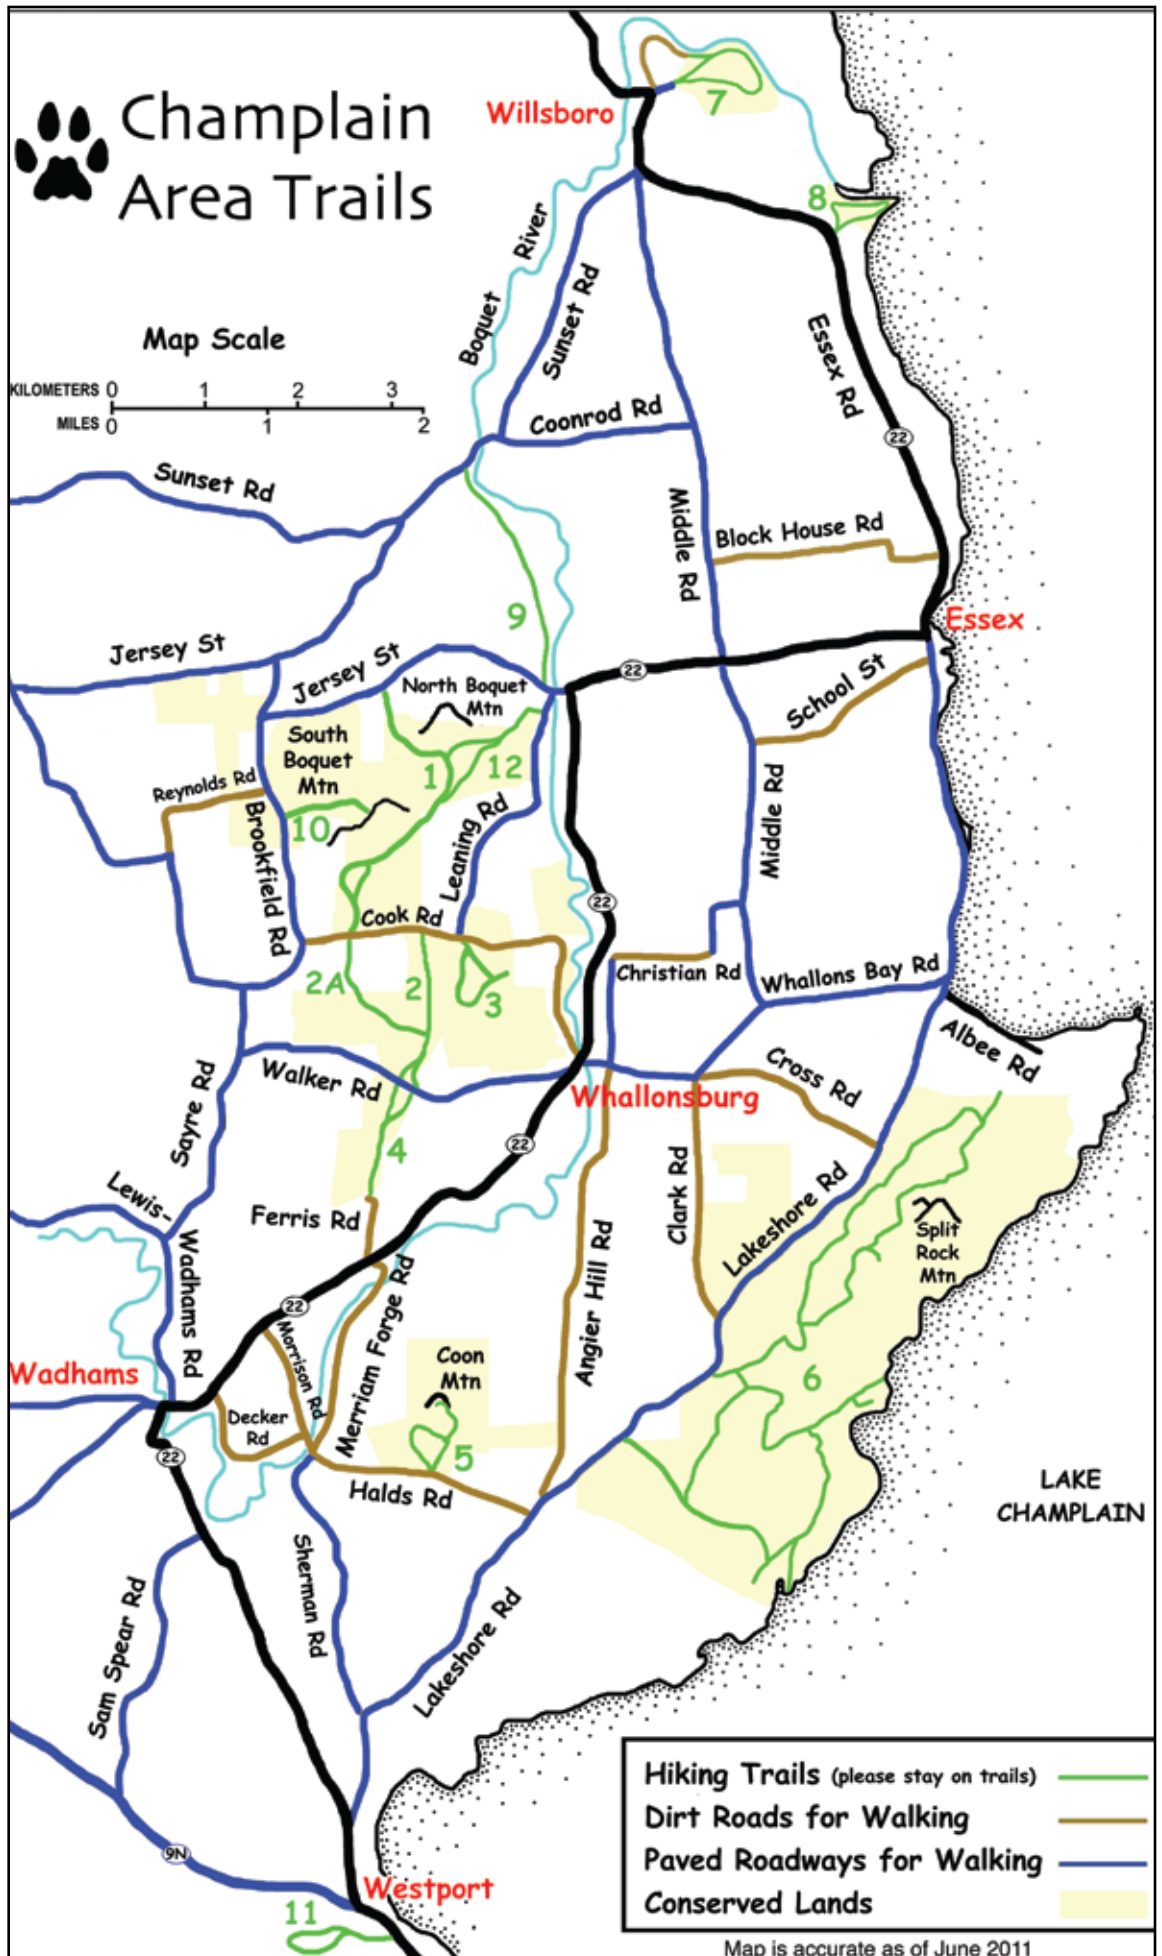 Champlain
Area Trails
Willsboro
7
8
Boquet
River
Sunset Rd
Essex Rd
Map Scale
KILOMETERS 0 1 2 3
MILES 0 1 2
Coonrod Rd
22
Sunset Rd
Middle Rd
Block House Rd
9
Essex
Jersey St
Jersey St
22
School St
North Boquet
Mtn
South
Boquet
Mtn
1
12
Reynolds Rd
10
Brookfield Rd
Leaning Rd
Middle Rd
22
Cook Rd
2A
2
3
Christian Rd
Whallons Bay Rd
Albee Rd
Walker Rd
Cross Rd
Sayre Rd
Whallonsburg
22
4
Clark Rd
Lewis-
Wadhams Rd
Ferris Rd
Lakeshore Rd
Split
Rock
Mtn
Angier Hill Rd
22
Morrison Rd
Merriam Forge Rd
Wadhams
Coon
Mtn
6
Decker
Rd
5
22
Halds Rd
LAKE
CHAMPLAIN
Sherman Rd
Sam Spear Rd
Lakeshore Rd
9N
Westport
11
Hiking Trails (please stay on trails)
Dirt Roads for Walking
Paved Roadways for Walking
Conserved Lands
Map is accurate as of June 2011